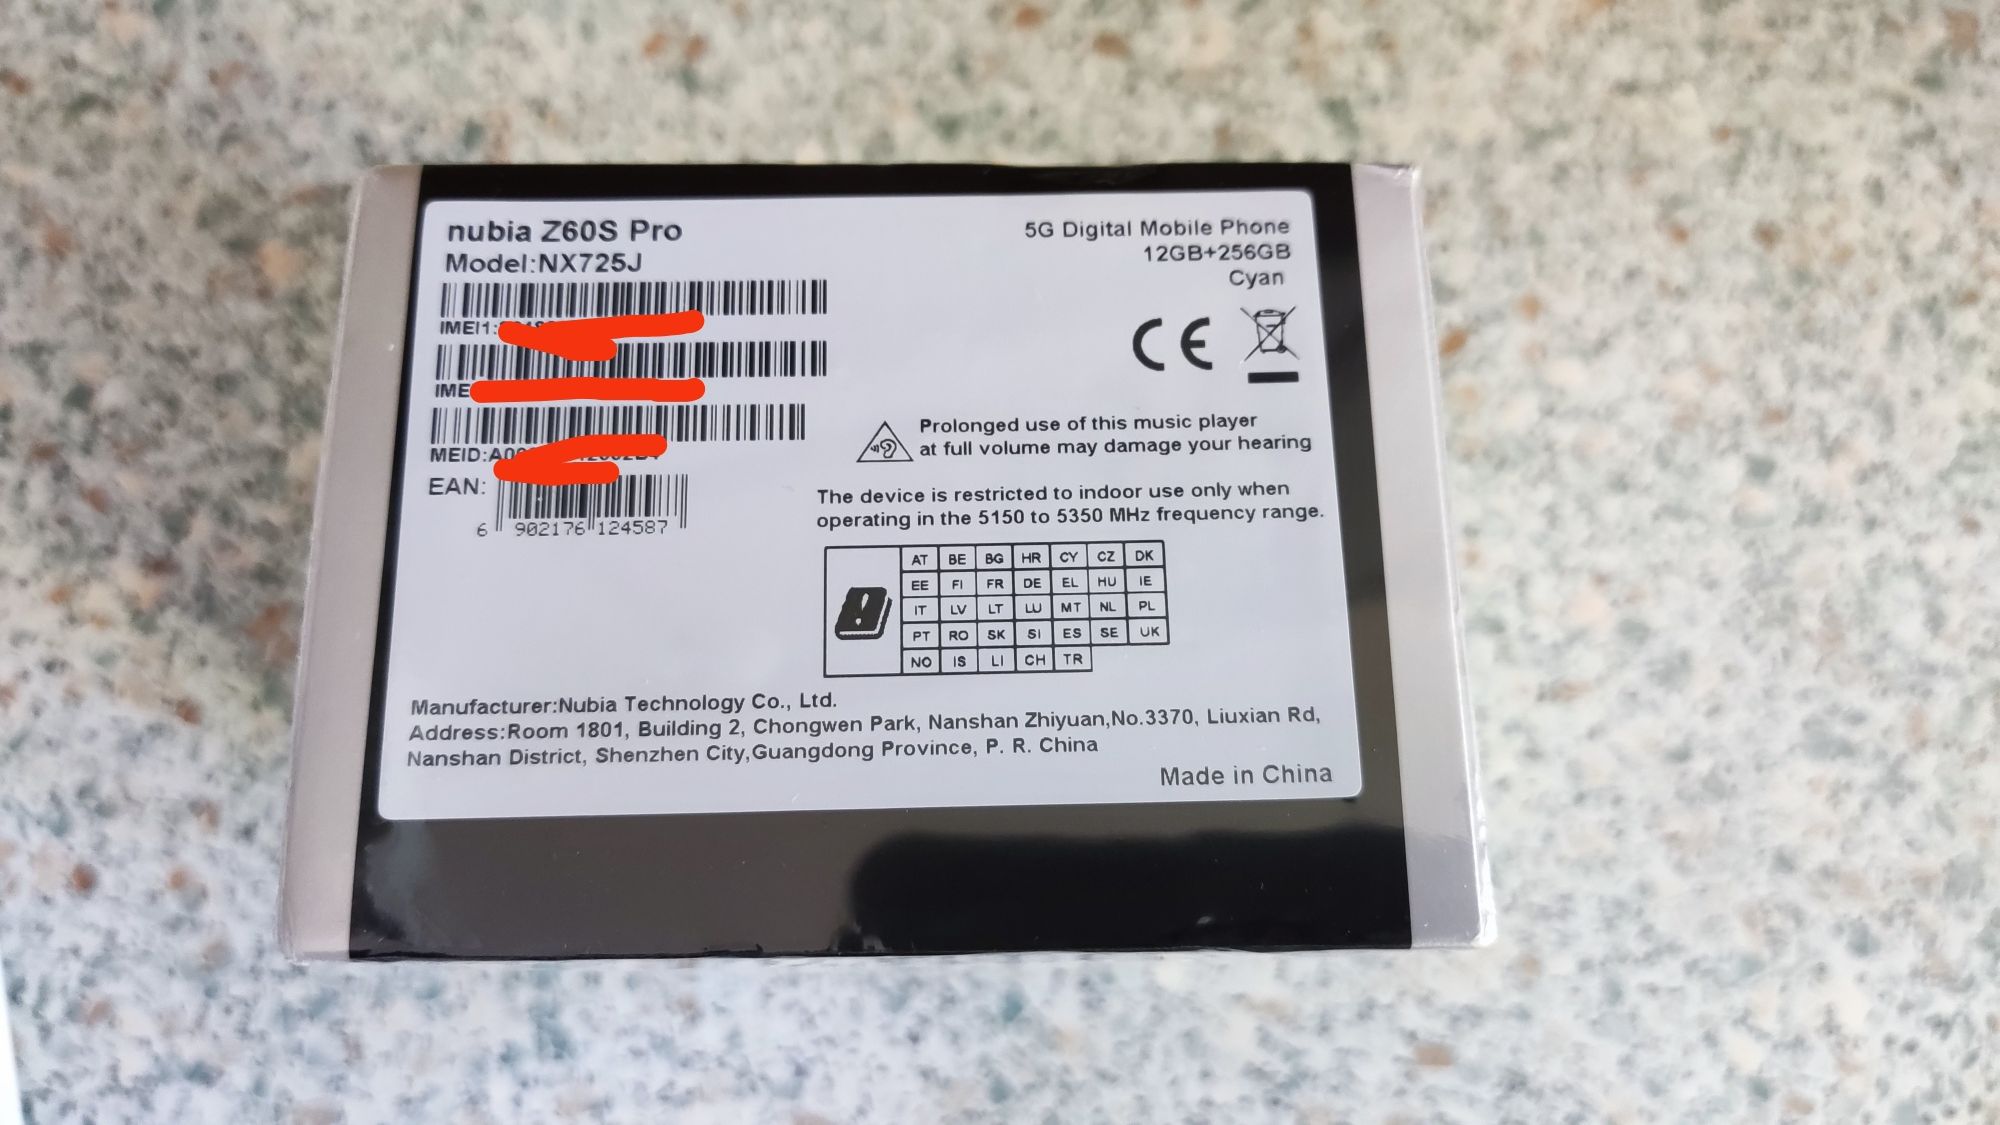 nubia Z60S Pro
Model:NX725J
IMEI1:
IME
MEID:
EAN:
6 902176 124587
5G Digital Mobile Phone
12GB+256GB
Cyan
CE
Prolonged use of this music player
at full volume may damage your hearing
The device is restricted to indoor use only when
operating in the 5150 to 5350 MHz frequency range.
AT BE BG HR CY CZ DK
EE FI FR DE EL HU IE
IT LV LT LU MT NL PL
PT RO SK SI ES SE UK
NO IS LI CH TR
Manufacturer:Nubia Technology Co., Ltd.
Address:Room 1801, Building 2, Chongwen Park, Nanshan Zhiyuan,No.3370, Liuxian Rd,
Nanshan District, Shenzhen City,Guangdong Province, P. R. China
Made in China